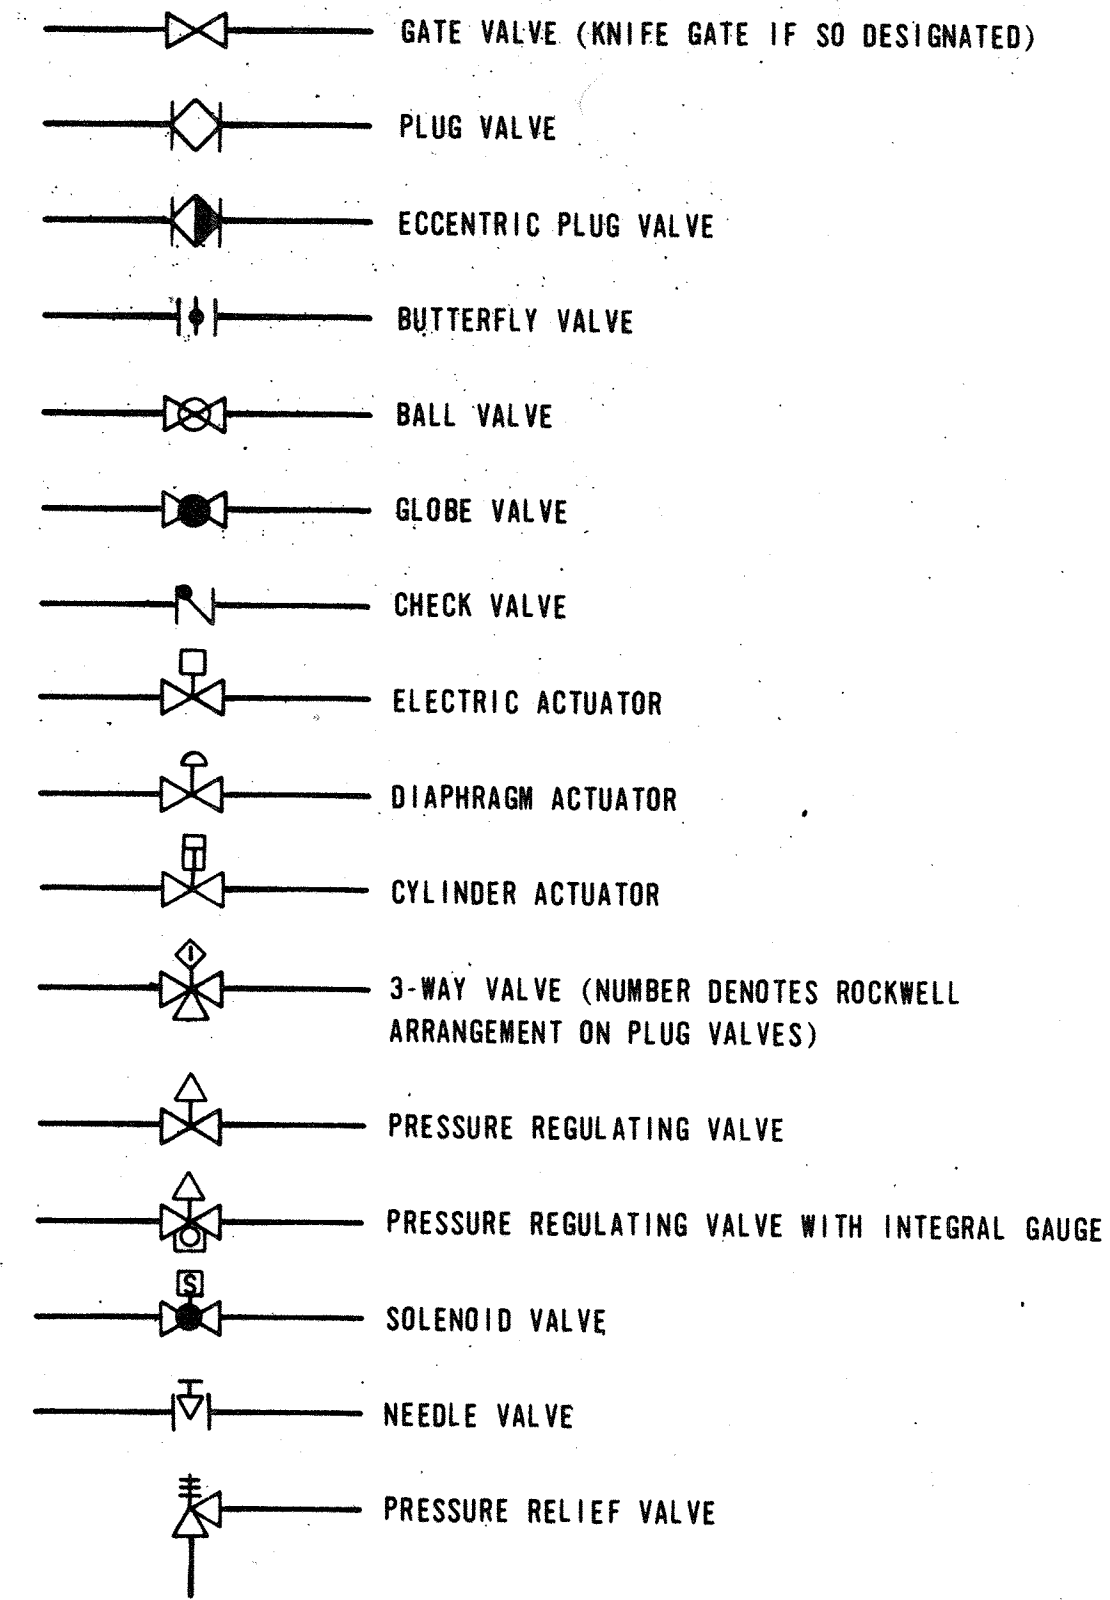 GATE VALVE (KNIFE GATE IF SO DESIGNATED)
PLUG VALVE
ECCENTRIC PLUG VALVE
BUTTERFLY VALVE
BALL VALVE
GLOBE VALVE
CHECK VALVE
ELECTRIC ACTUATOR
DIAPHRAGM ACTUATOR
CYLINDER ACTUATOR
1
3-WAY VALVE (NUMBER DENOTES ROCKWELL
ARRANGEMENT ON PLUG VALVES)
PRESSURE REGULATING VALVE
PRESSURE REGULATING VALVE WITH INTEGRAL GAUGE
S
SOLENOID VALVE
NEEDLE VALVE
PRESSURE RELIEF VALVE